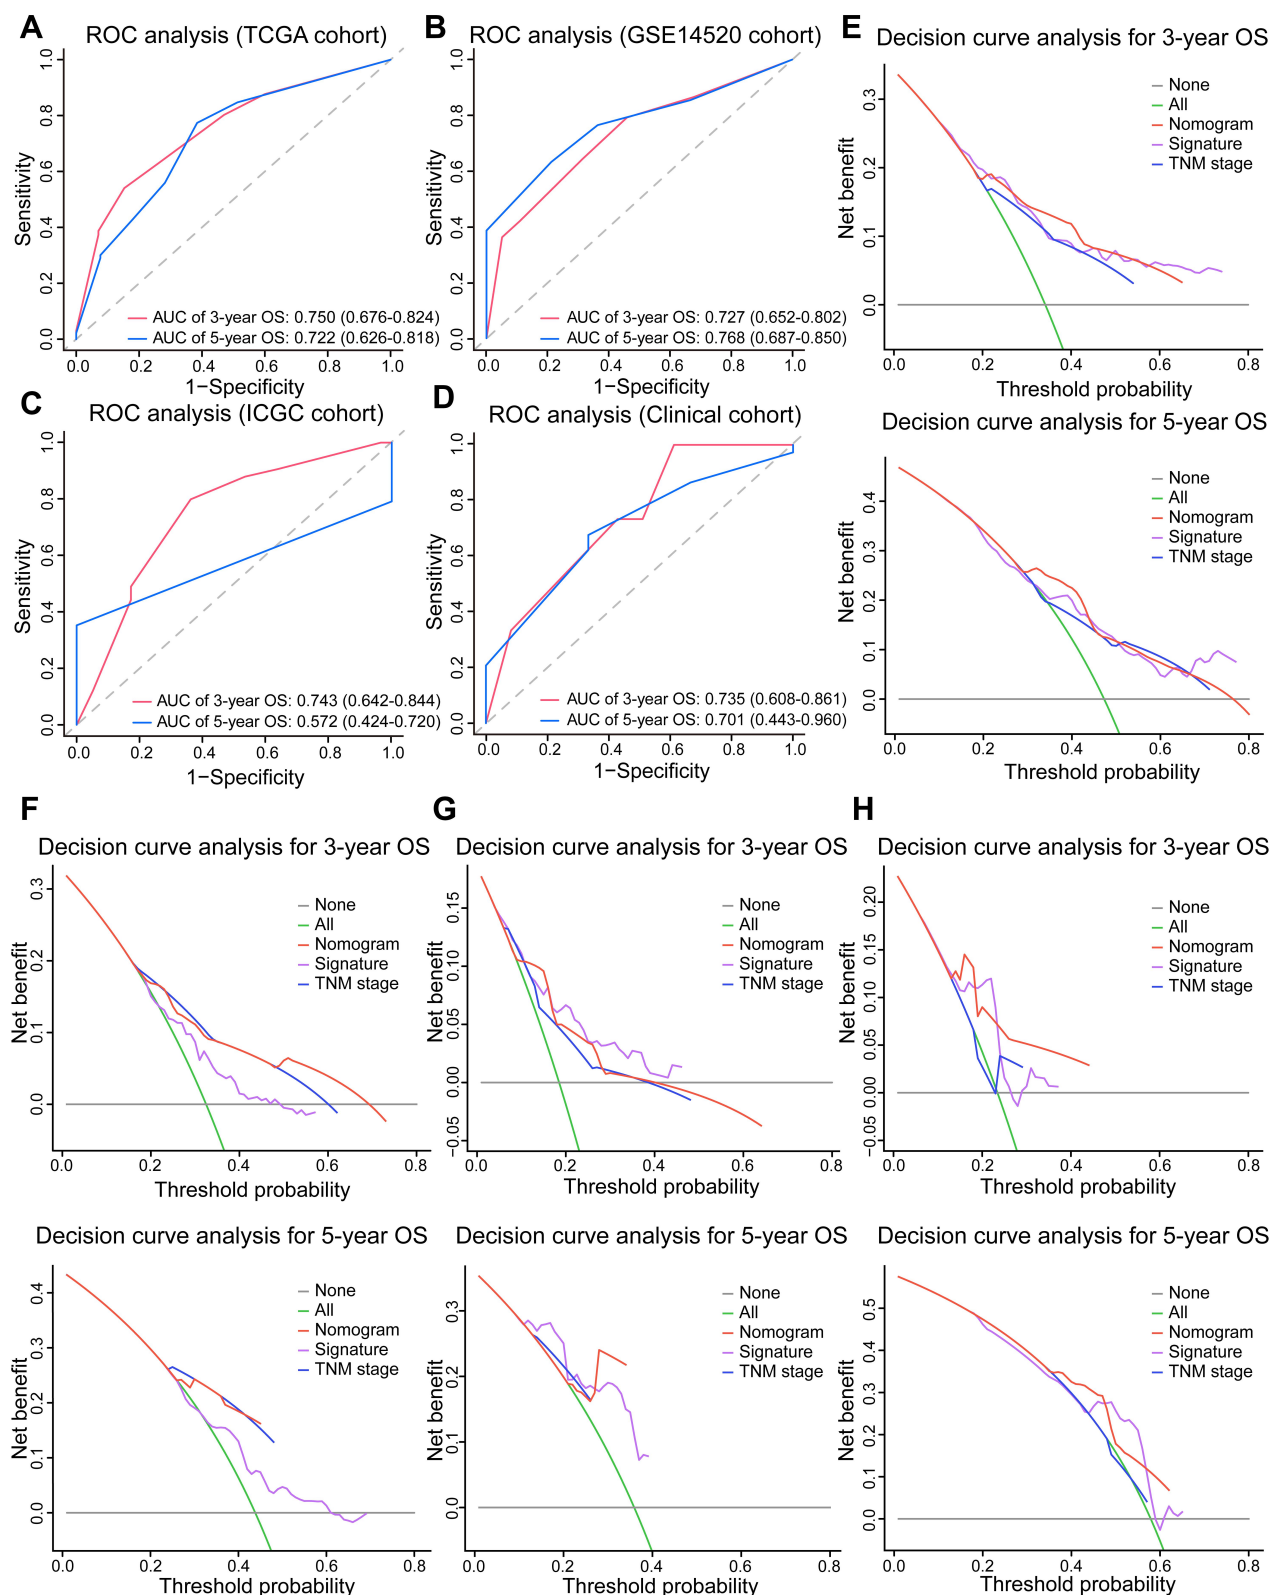 A
ROC analysis (TCGA cohort)
Sensitivity
0.0 0.2 0.4 0.6 0.8 1.0
AUC of 3-year OS: 0.750 (0.676-0.824)
AUC of 5-year OS: 0.722 (0.626-0.818)
0.0 0.2 0.4 0.6 0.8 1.0
1−Specificity
B
ROC analysis (GSE14520 cohort)
Sensitivity
0.0 0.2 0.4 0.6 0.8 1.0
AUC of 3-year OS: 0.727 (0.652-0.802)
AUC of 5-year OS: 0.768 (0.687-0.850)
0.0 0.2 0.4 0.6 0.8 1.0
1−Specificity
C
ROC analysis (ICGC cohort)
Sensitivity
0.0 0.2 0.4 0.6 0.8 1.0
AUC of 3-year OS: 0.743 (0.642-0.844)
AUC of 5-year OS: 0.572 (0.424-0.720)
0.0 0.2 0.4 0.6 0.8 1.0
1−Specificity
D
ROC analysis (Clinical cohort)
Sensitivity
0.0 0.2 0.4 0.6 0.8 1.0
AUC of 3-year OS: 0.735 (0.608-0.861)
AUC of 5-year OS: 0.701 (0.443-0.960)
0.0 0.2 0.4 0.6 0.8 1.0
1−Specificity
E
Decision curve analysis for 3-year OS
None
All
Nomogram
Signature
TNM stage
Net benefit
0.0 0.1 0.2 0.3
0.0 0.2 0.4 0.6 0.8
Threshold probability
Decision curve analysis for 5-year OS
None
All
Nomogram
Signature
TNM stage
Net benefit
0.0 0.1 0.2 0.3 0.4
0.0 0.2 0.4 0.6 0.8
Threshold probability
F
Decision curve analysis for 3-year OS
None
All
Nomogram
Signature
TNM stage
Net benefit
0.0 0.1 0.2 0.3
0.0 0.2 0.4 0.6 0.8
Threshold probability
Decision curve analysis for 5-year OS
None
All
Nomogram
Signature
TNM stage
Net benefit
0.0 0.1 0.2 0.3 0.4
0.0 0.2 0.4 0.6 0.8
Threshold probability
G
Decision curve analysis for 3-year OS
None
All
Nomogram
Signature
TNM stage
Net benefit
−0.05 0.00 0.05 0.10 0.15
0.0 0.2 0.4 0.6 0.8
Threshold probability
Decision curve analysis for 5-year OS
None
All
Nomogram
Signature
TNM stage
Net benefit
0.0 0.1 0.2 0.3
0.0 0.2 0.4 0.6 0.8
Threshold probability
H
Decision curve analysis for 3-year OS
None
All
Nomogram
Signature
TNM stage
Net benefit
−0.05 0.00 0.05 0.10 0.15 0.20
0.0 0.2 0.4 0.6 0.8
Threshold probability
Decision curve analysis for 5-year OS
None
All
Nomogram
Signature
TNM stage
Net benefit
0.0 0.1 0.2 0.3 0.4 0.5
0.0 0.2 0.4 0.6 0.8
Threshold probability